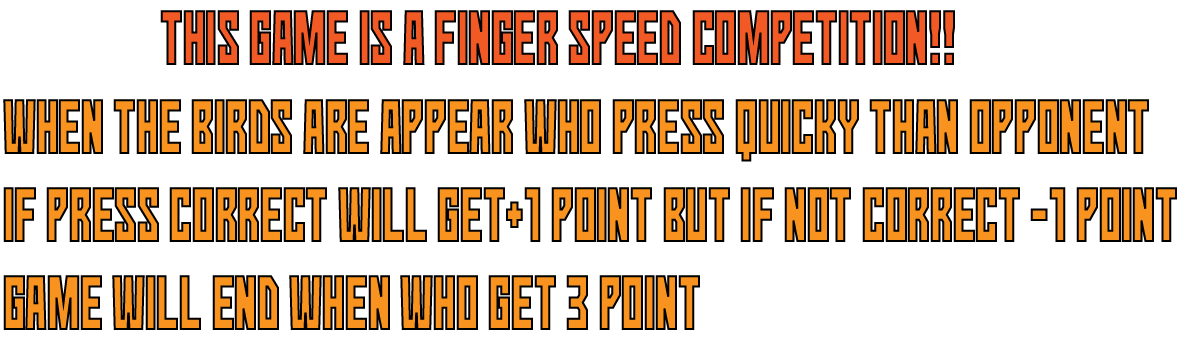 THIS GAME IS A FINGER SPEED COMPETITION!!
WHEN THE BIRDS ARE APPEAR WHO PRESS QUICKY THAN OPPONENT
IF PRESS CORRECT WILL GET+1 POINT BUT IF NOT CORRECT -1 POINT
GAME WILL END WHEN WHO GET 3 POINT